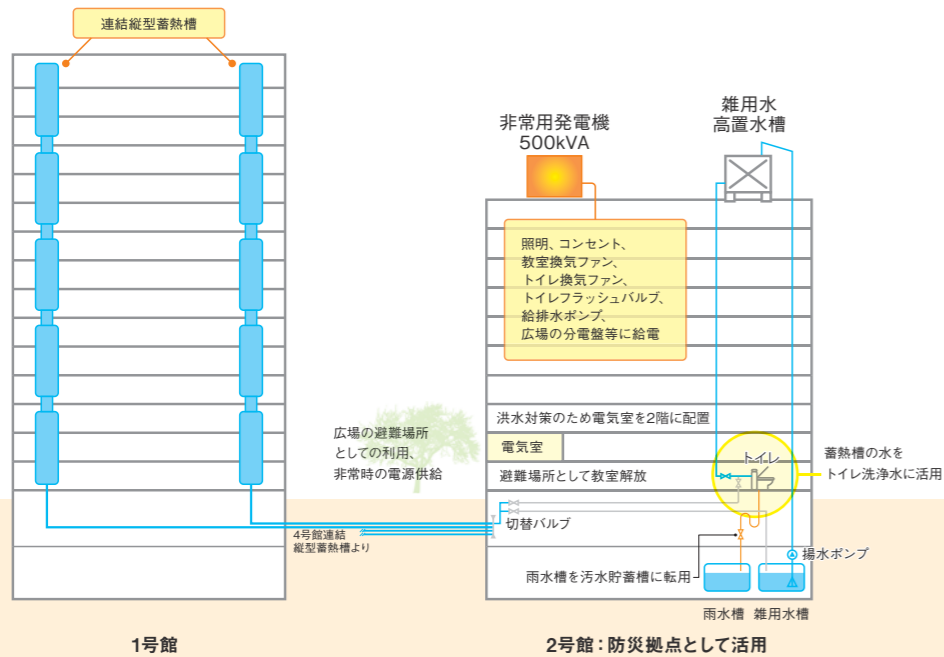 連結縦型蓄熱槽
非常用発電機
500kVA
雑用水
高置水槽
照明、コンセント、
教室換気ファン、
トイレ換気ファン、
トイレフラッシュバルブ、
給排水ポンプ、
広場の分電盤等に給電
洪水対策のため電気室を2階に配置
電気室
避難場所として教室解放
トイレ
蓄熱槽の水を
トイレ洗浄水に活用
広場の避難場所
としての利用、
非常時の電源供給
4号館連結
縦型蓄熱槽より
切替バルブ
揚水ポンプ
雨水槽を汚水貯蓄槽に転用
雨水槽
雑用水槽
1号館
2号館：防災拠点として活用